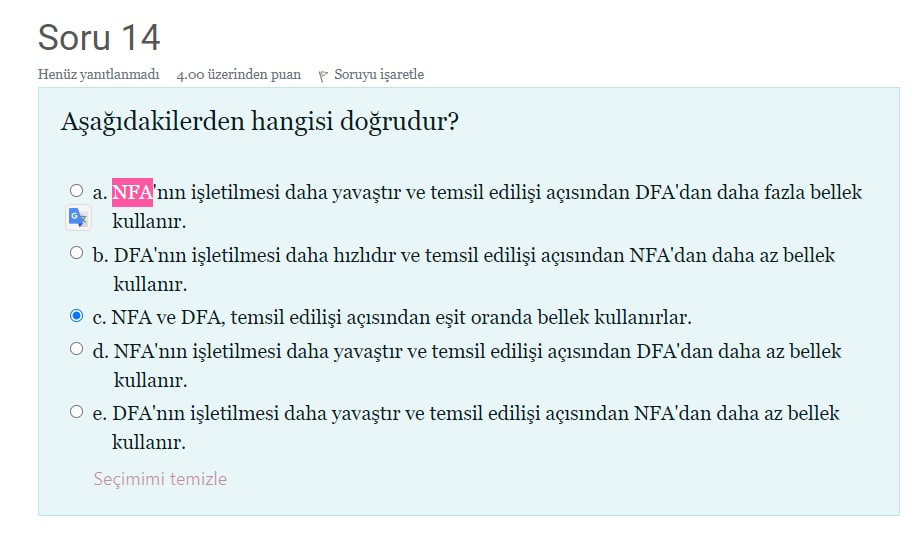 Soru 14
Henüz yanıtlanmadı 4.00 üzerinden puan Soruyu işaretle
Aşağıdakilerden hangisi doğrudur?
a. NFA'nın işletilmesi daha yavaştır ve temsil edilişi açısından DFA'dan daha fazla bellek
kullanır.
b. DFA'nın işletilmesi daha hızlıdır ve temsil edilişi açısından NFA'dan daha az bellek
kullanır.
c. NFA ve DFA, temsil edilişi açısından eşit oranda bellek kullanırlar.
d. NFA'nın işletilmesi daha yavaştır ve temsil edilişi açısından DFA'dan daha az bellek
kullanır.
e. DFA'nın işletilmesi daha yavaştır ve temsil edilişi açısından NFA'dan daha az bellek
kullanır.
Seçimimi temizle